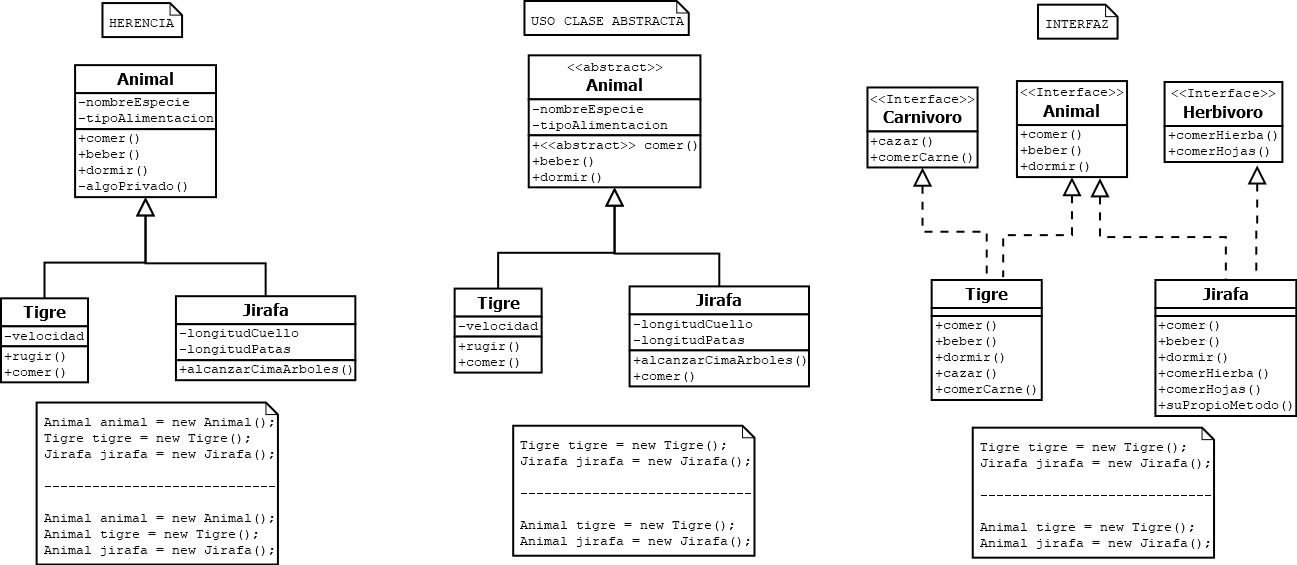 HERENCIA
Animal
-nombreEspecie
-tipoAlimentacion
+comer()
+beber()
+dormir()
-algoPrivado()
Tigre
-velocidad
+rugir()
+comer()
Jirafa
-longitudCuello
-longitudPatas
+alcanzarCimaArboles()
Animal animal = new Animal();
Tigre tigre = new Tigre();
Jirafa jirafa = new Jirafa();
-----------------------------
Animal animal = new Animal();
Animal tigre = new Tigre();
Animal jirafa = new Jirafa();
USO CLASE ABSTRACTA
<<abstract>>
Animal
-nombreEspecie
-tipoAlimentacion
+<<abstract>> comer()
+beber()
+dormir()
Tigre
-velocidad
+rugir()
+comer()
Jirafa
-longitudCuello
-longitudPatas
+alcanzarCimaArboles()
+comer()
Tigre tigre = new Tigre();
Jirafa jirafa = new Jirafa();
-----------------------------
Animal tigre = new Tigre();
Animal jirafa = new Jirafa();
INTERFAZ
<<Interface>>
Carnivoro
+cazar()
+comerCarne()
<<Interface>>
Animal
+comer()
+beber()
+dormir()
<<Interface>>
Herbivoro
+comerHierba()
+comerHojas()
Tigre
+comer()
+beber()
+dormir()
+cazar()
+comerCarne()
Jirafa
+comer()
+beber()
+dormir()
+comerHierba()
+comerHojas()
+suPropioMetodo()
Tigre tigre = new Tigre();
Jirafa jirafa = new Jirafa();
-----------------------------
Animal tigre = new Tigre();
Animal jirafa = new Jirafa();